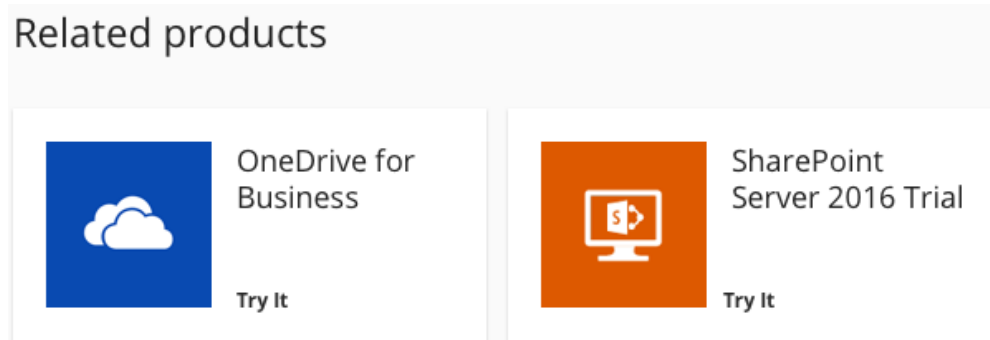 Related products
OneDrive for
Business
Try It
SharePoint
Server 2016 Trial
Try It
S